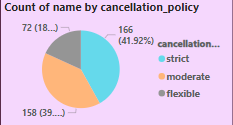 Count of name by cancellation_policy
72 (18...)
166
(41.92%)
cancellation...
strict
moderate
flexible
158 (39....)